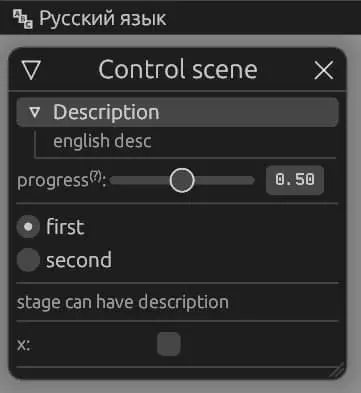 Русский язык
Control scene
Description
english desc
progress(?): 0.50
first
second
stage can have description
x: